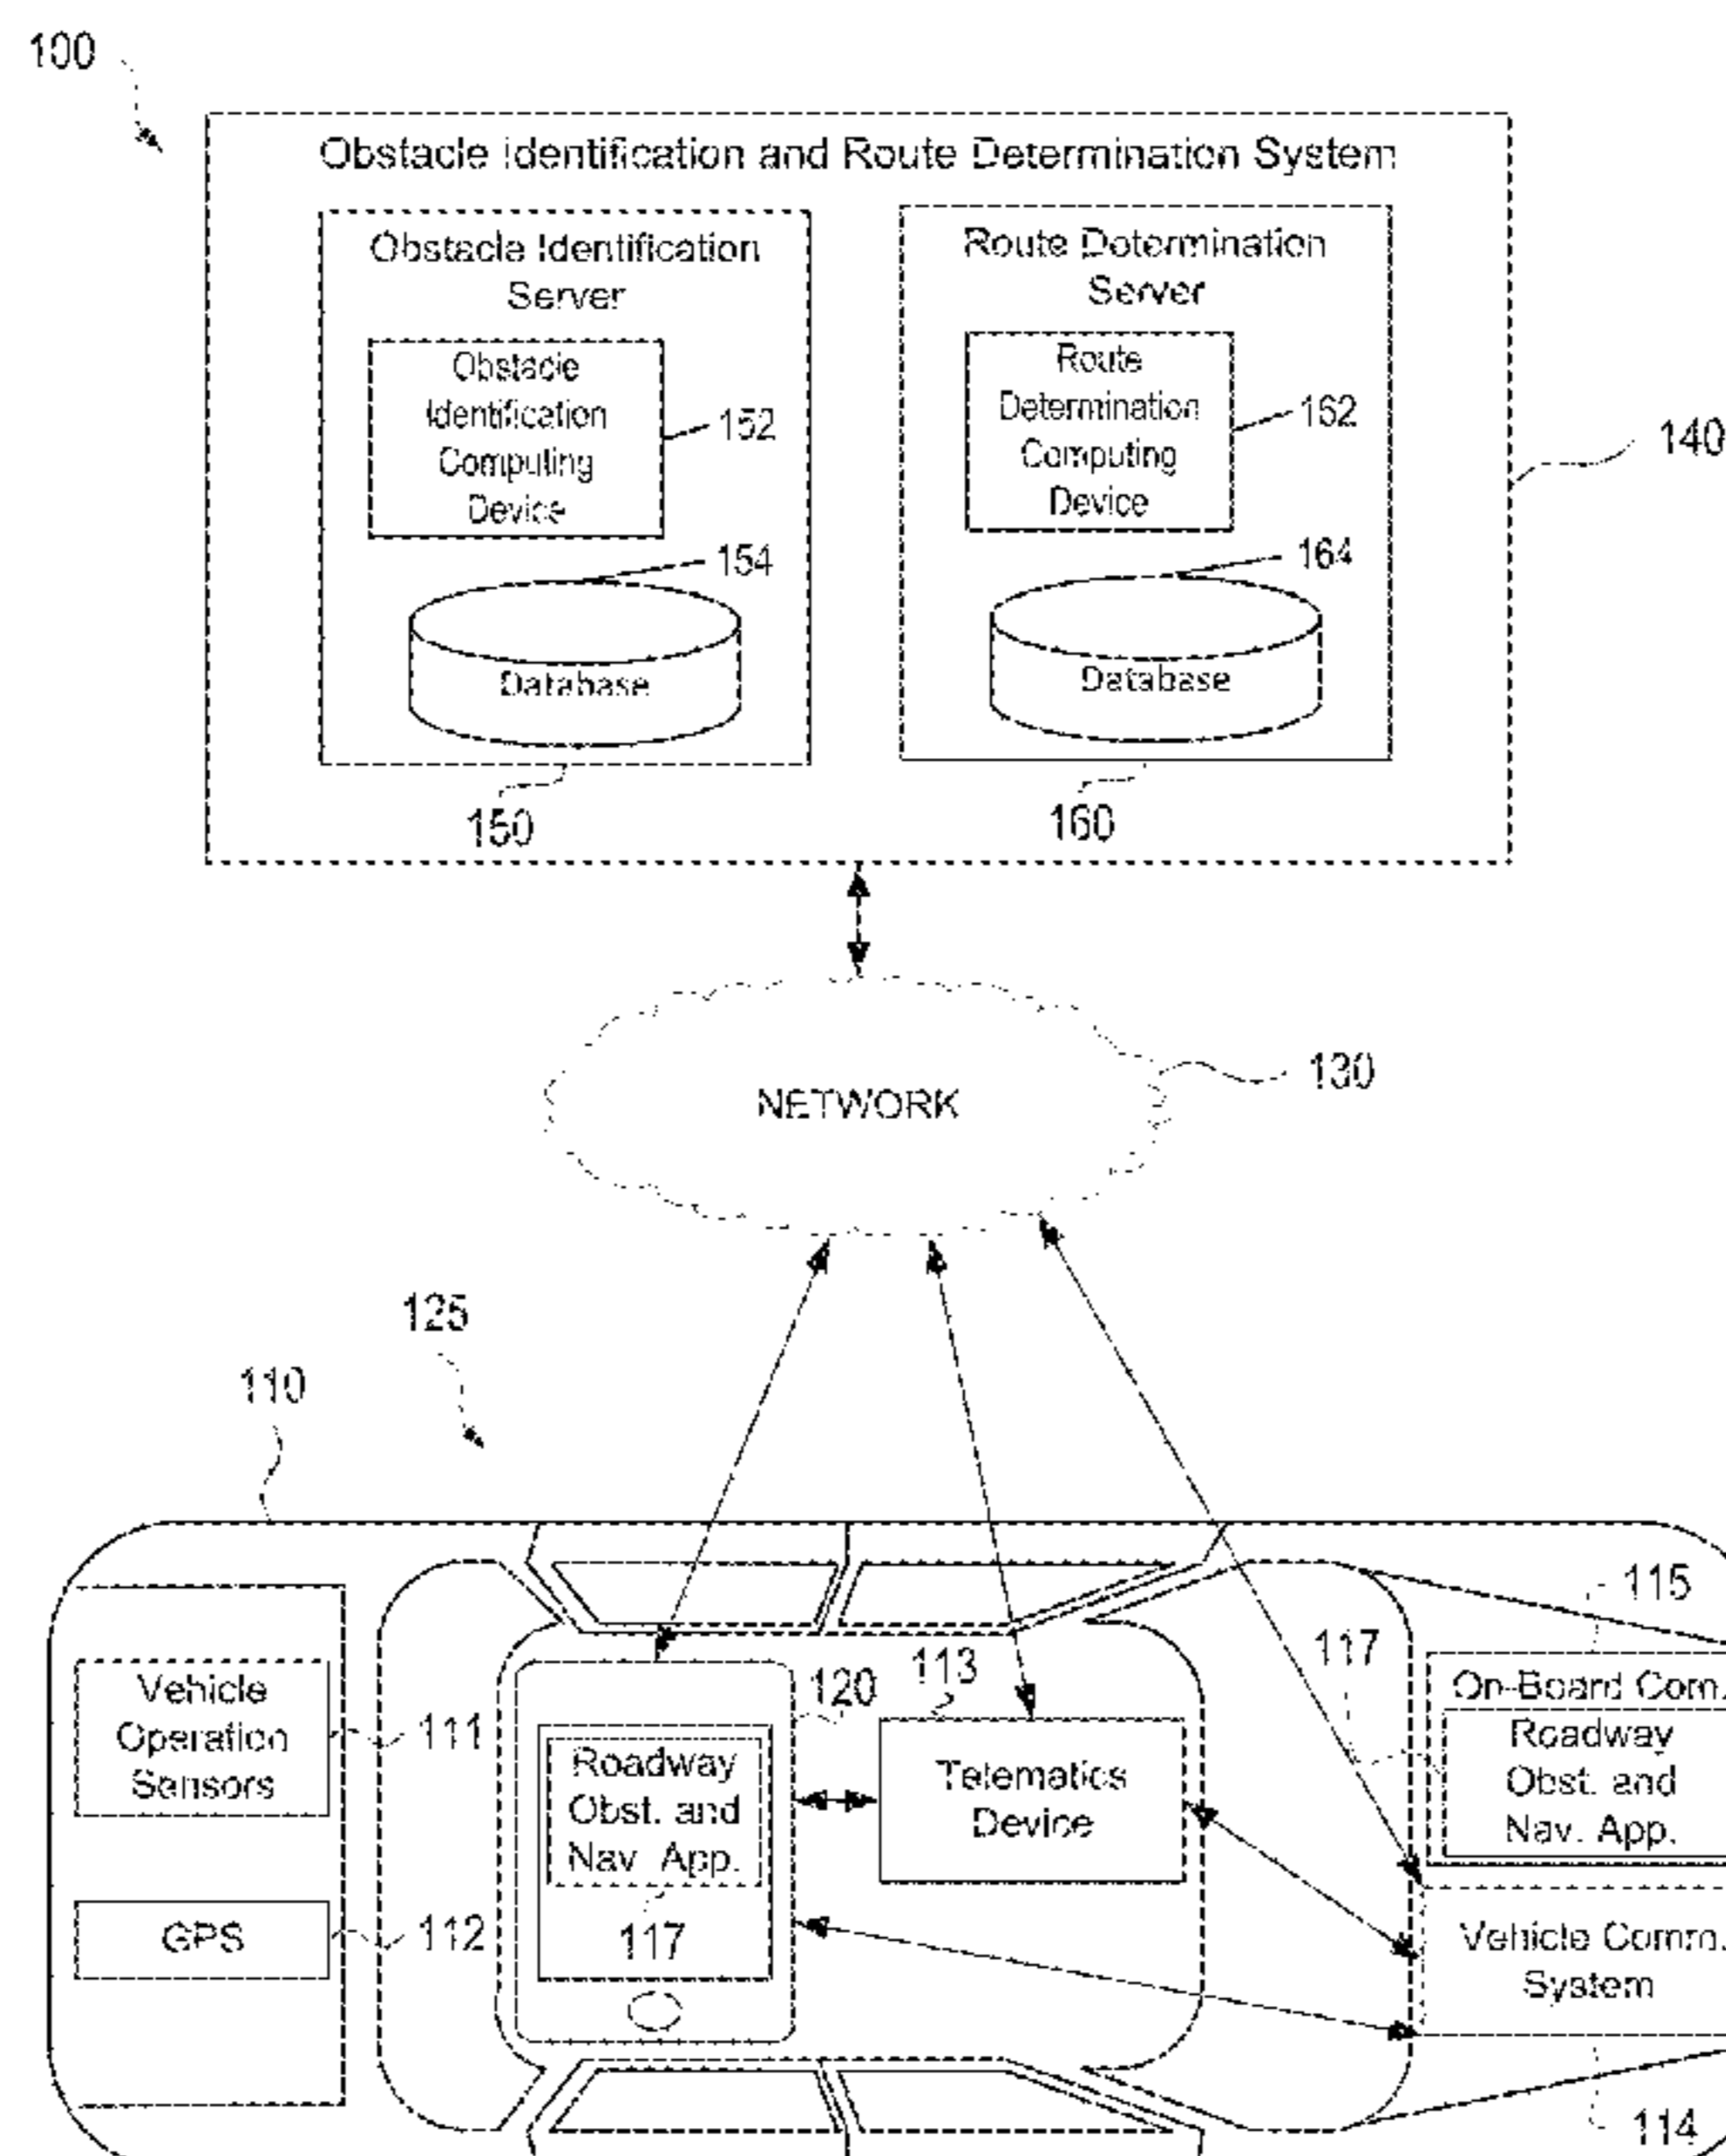 100
Obstacle Identification and Route Determination System
Obstacle Identification
Server
Obstacle
Identification
Computing
Device
152
154
Database
150
Route Determination
Server
Route
Determination
Computing
Device
162
164
Database
160
140
NETWORK
130
125
110
Vehicle
Operation
Sensors
111
GPS
112
120
Roadway
Obst. and
Nav. App.
117
113
Telematics
Device
117
115
On-Board Com.
Roadway
Obst. and
Nav. App.
Vehicle Comm.
System
114